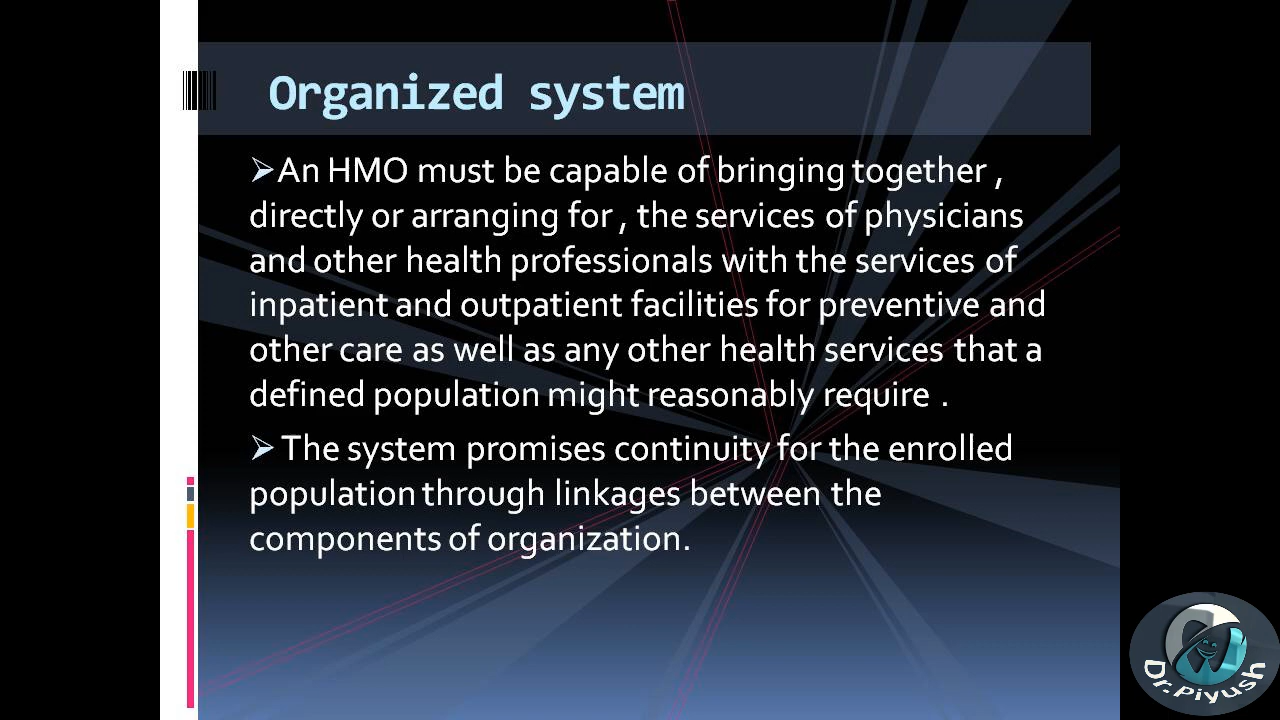 Organized system
➢An HMO must be capable of bringing together ,
directly or arranging for , the services of physicians
and other health professionals with the services of
inpatient and outpatient facilities for preventive and
other care as well as any other health services that a
defined population might reasonably require .
➢ The system promises continuity for the enrolled
population through linkages between the
components of organization.
Dr.Piyush